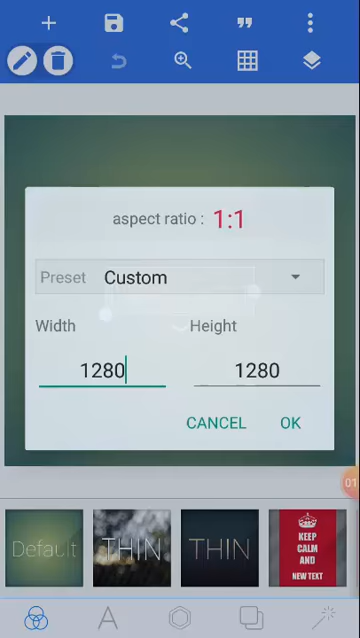 aspect ratio : 1:1
Preset Custom
Width Height
1280 1280
CANCEL OK
01
Default THIN THIN KEEP
CALM
AND
NEW TEXT
A